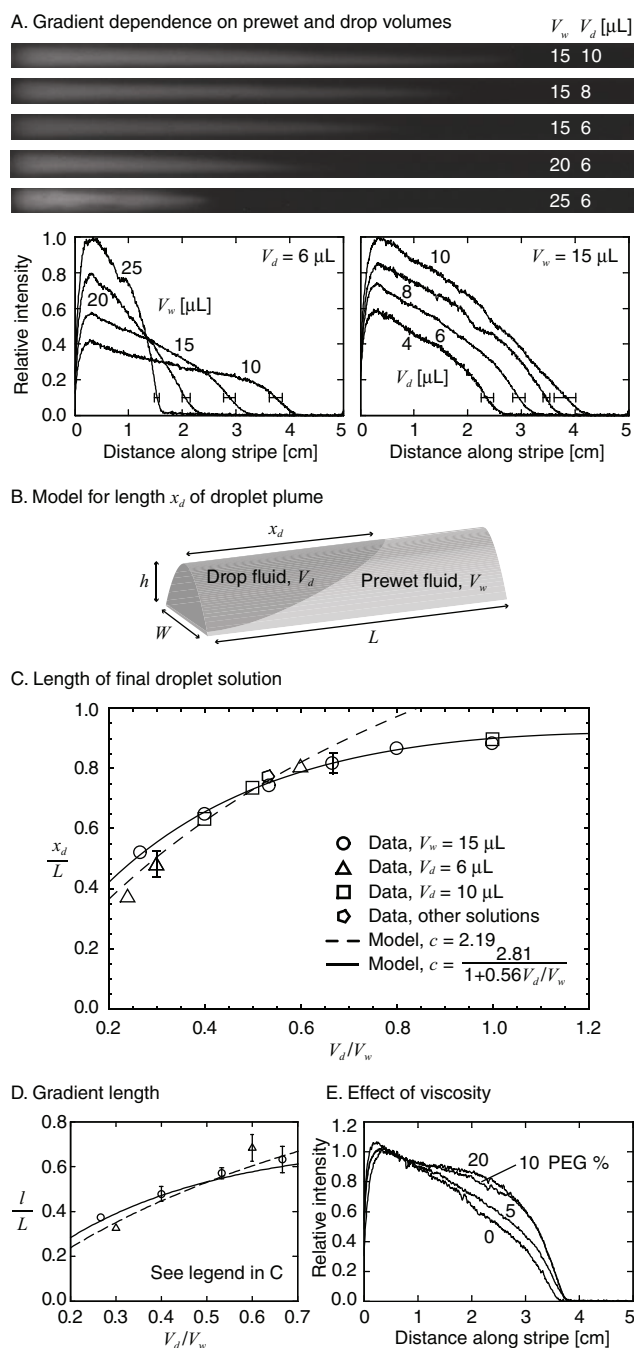 A. Gradient dependence on prewet and drop volumes
V_w V_d [µL]
15 10
15 8
15 6
20 6
25 6
Relative intensity
1.0
0.8
0.6
0.4
0.2
0.0
V_d = 6 µL
25
20
V_w [µL]
15
10
0 1 2 3 4 5
Distance along stripe [cm]
V_w = 15 µL
10
8
6
4
V_d [µL]
0 1 2 3 4 5
Distance along stripe [cm]
B. Model for length x_d of droplet plume
x_d
h
Drop fluid, V_d
Prewet fluid, V_w
W
L
C. Length of final droplet solution
x_d/L
1.0
0.8
0.6
0.4
0.2
0.0
Data, V_w = 15 µL
Data, V_d = 6 µL
Data, V_d = 10 µL
Data, other solutions
Model, c = 2.19
Model, c = 2.81/1+0.56V_d/V_w
0.2 0.4 0.6 0.8 1.0 1.2
V_d/V_w
D. Gradient length
l/L
0.8
0.6
0.4
0.2
0.0
See legend in C
0.2 0.3 0.4 0.5 0.6 0.7
V_d/V_w
E. Effect of viscosity
Relative intensity
1.2
1.0
0.8
0.6
0.4
0.2
0.0
20
10 PEG %
5
0
0 1 2 3 4 5
Distance along stripe [cm]